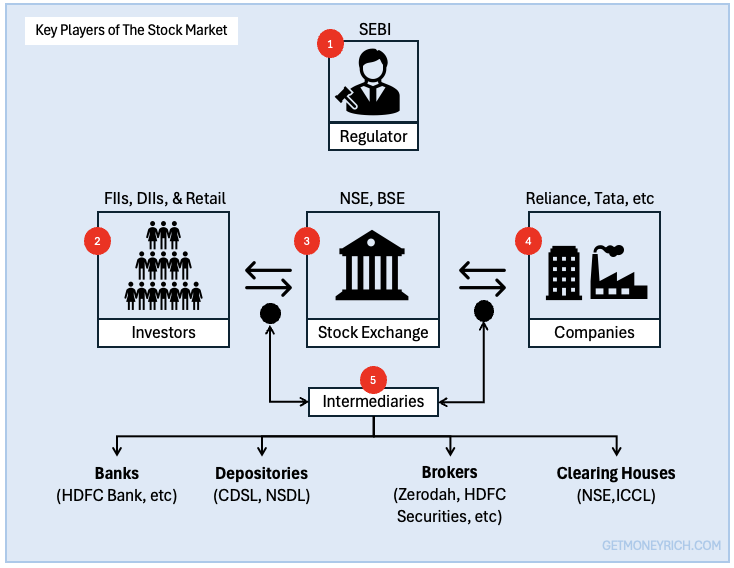 Key Players of The Stock Market
SEBI
1
Regulator
FIIs, DIIs, & Retail
2
Investors
NSE, BSE
3
Stock Exchange
Reliance, Tata, etc
4
Companies
5
Intermediaries
Banks
(HDFC Bank, etc)
Depositories
(CDSL, NSDL)
Brokers
(Zerodah, HDFC
Securities, etc)
Clearing Houses
(NSE,ICCL)
GETMONEYRICH.COM